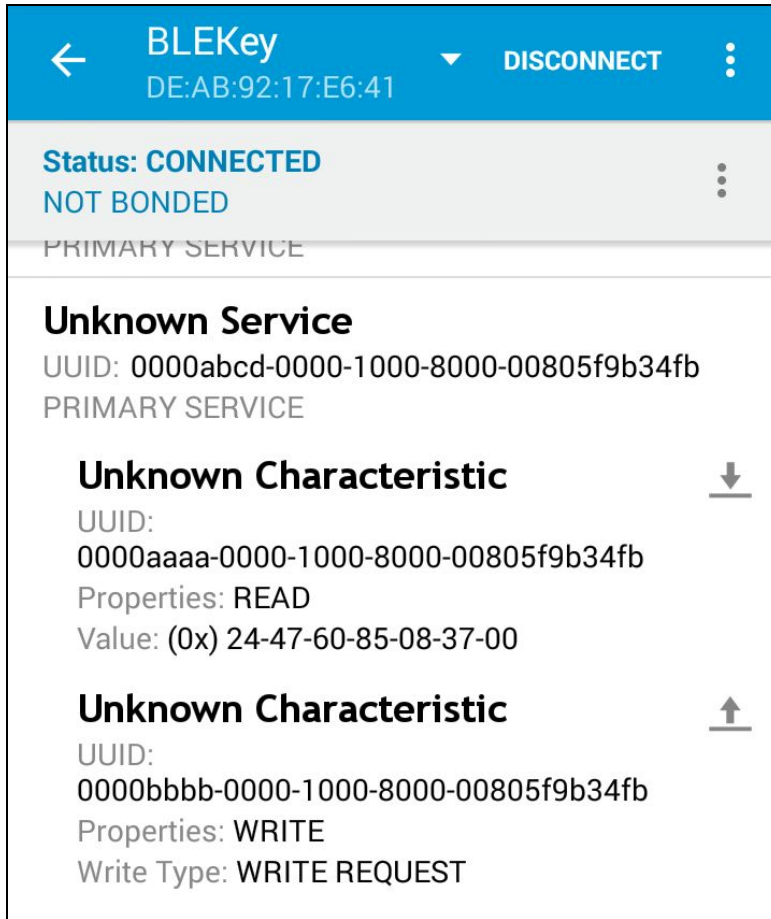 BLEKey
DISCONNECT
DE:AB:92:17:E6:41
Status: CONNECTED
NOT BONDED
PRIMARY SERVICE
Unknown Service
UUID: 0000abcd-0000-1000-8000-00805f9b34fb
PRIMARY SERVICE
Unknown Characteristic
UUID:
0000aaaa-0000-1000-8000-00805f9b34fb
Properties: READ
Value: (0x) 24-47-60-85-08-37-00
Unknown Characteristic
UUID:
0000bbbb-0000-1000-8000-00805f9b34fb
Properties: WRITE
Write Type: WRITE REQUEST